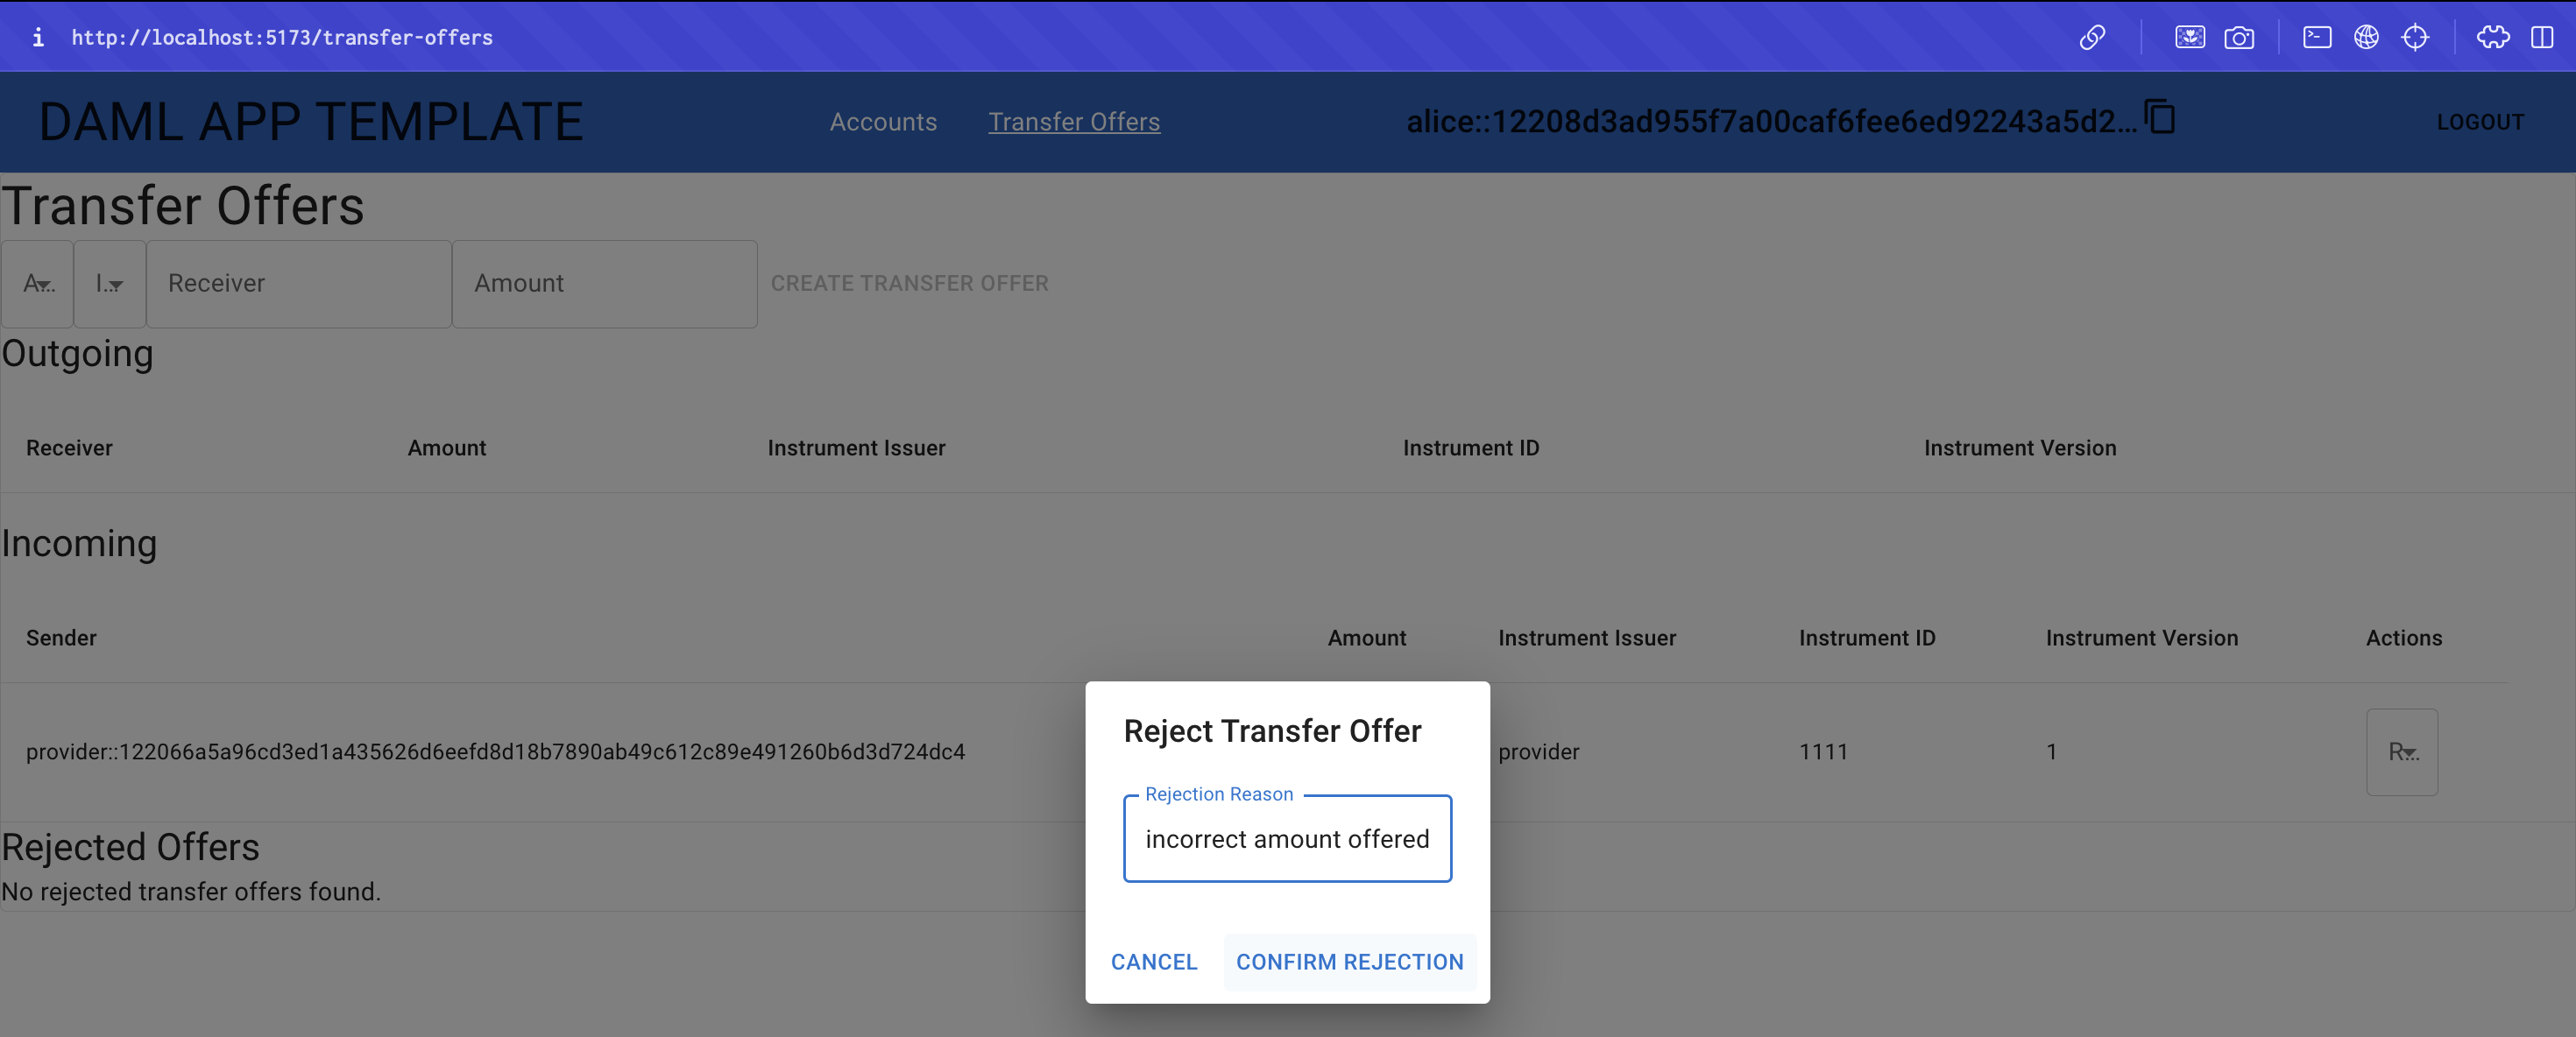 http://localhost:5173/transfer-offers
DAML APP TEMPLATE
Accounts
Transfer Offers
alice::12208d3ad955f7a00caf6fee6ed92243a5d2...
LOGOUT
Transfer Offers
A...
I...
Receiver
Amount
CREATE TRANSFER OFFER
Outgoing
Receiver
Amount
Instrument Issuer
Instrument ID
Instrument Version
Incoming
Sender
Amount
Instrument Issuer
Instrument ID
Instrument Version
Actions
provider::122066a5a96cd3ed1a435626d6eefd8d18b7890ab49c612c89e491260b6d3d724dc4
provider
1111
1
R...
Reject Transfer Offer
Rejection Reason
incorrect amount offered
CANCEL
CONFIRM REJECTION
Rejected Offers
No rejected transfer offers found.